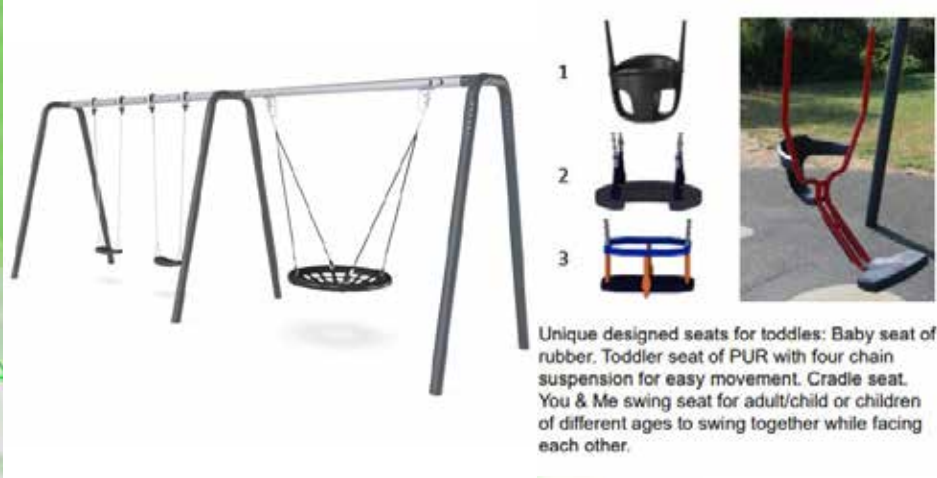 1
2
3
Unique designed seats for toddles: Baby seat of
rubber. Toddler seat of PUR with four chain
suspension for easy movement. Cradle seat.
You & Me swing seat for adult/child or children
of different ages to swing together while facing
each other.